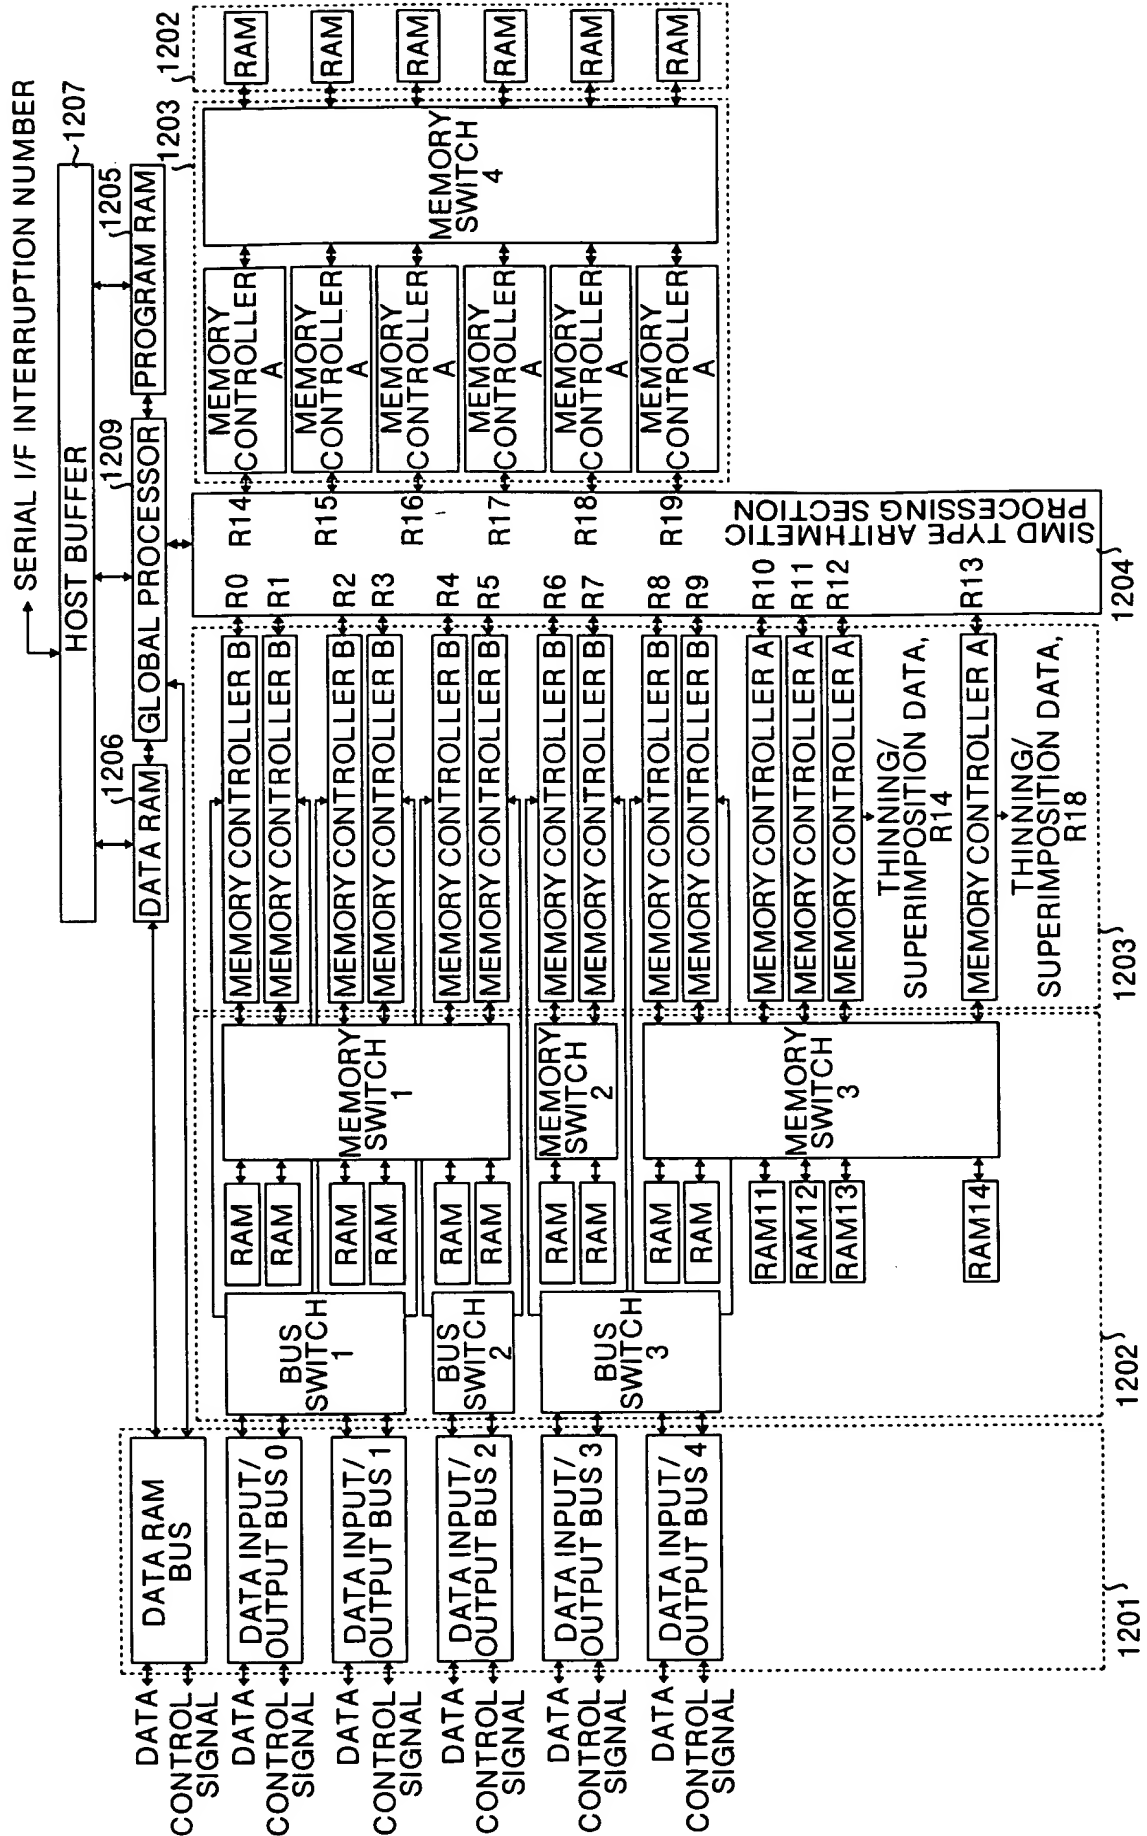 SERIAL I/F INTERRUPTION NUMBER
1207
HOST BUFFER
1206
1209
1205
DATA RAM
GLOBAL PROCESSOR
PROGRAM RAM
1203
1202
DATA
CONTROL
SIGNAL
DATA RAM
BUS
DATA
CONTROL
SIGNAL
DATA INPUT/
OUTPUT BUS 0
DATA
CONTROL
SIGNAL
DATA INPUT/
OUTPUT BUS 1
DATA
CONTROL
SIGNAL
DATA INPUT/
OUTPUT BUS 2
DATA
CONTROL
SIGNAL
DATA INPUT/
OUTPUT BUS 3
DATA
CONTROL
SIGNAL
DATA INPUT/
OUTPUT BUS 4
1201
BUS
SWITCH
1
BUS
SWITCH
2
BUS
SWITCH
3
RAM
RAM
RAM
RAM
RAM
RAM
RAM
RAM
RAM
RAM
RAM11
RAM12
RAM13
RAM14
1202
MEMORY
SWITCH
1
MEMORY
SWITCH
2
MEMORY
SWITCH
3
MEMORY CONTROLLER B
MEMORY CONTROLLER B
MEMORY CONTROLLER B
MEMORY CONTROLLER B
MEMORY CONTROLLER B
MEMORY CONTROLLER B
MEMORY CONTROLLER B
MEMORY CONTROLLER B
MEMORY CONTROLLER B
MEMORY CONTROLLER B
MEMORY CONTROLLER A
MEMORY CONTROLLER A
MEMORY CONTROLLER A
THINNING/
SUPERIMPOSITION DATA,
R14
MEMORY CONTROLLER A
THINNING/
SUPERIMPOSITION DATA,
R18
1203
R0
R1
R2
R3
R4
R5
R6
R7
R8
R9
R10
R11
R12
R13
R14
R15
R16
R17
R18
R19
SIMD TYPE ARITHMETIC
PROCESSING SECTION
1204
MEMORY
CONTROLLER
A
MEMORY
CONTROLLER
A
MEMORY
CONTROLLER
A
MEMORY
CONTROLLER
A
MEMORY
CONTROLLER
A
MEMORY
CONTROLLER
A
MEMORY
SWITCH
4
RAM
RAM
RAM
RAM
RAM
RAM